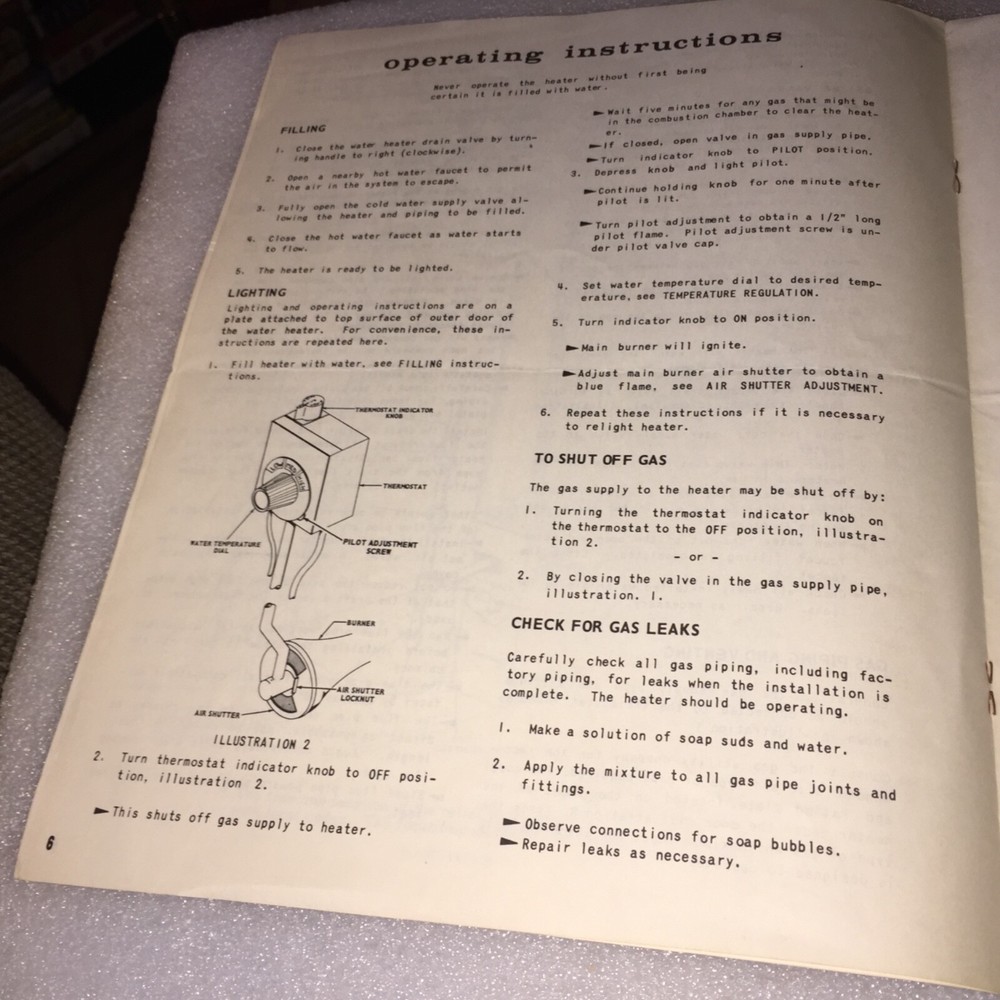 operating instructions
Never operate the heater without first being
certain it is filled with water.
FILLING
1. Close the water heater drain valve by turn-
ing handle to right (clockwise).
2. Open a nearby hot water faucet to permit
the air in the system to escape.
3. Fully open the cold water supply valve al-
lowing the heater and piping to be filled.
4. Close the hot water faucet as water starts
to flow.
5. The heater is ready to be lighted.
LIGHTING
Lighting and operating instructions are on a
plate attached to top surface of outer door of
the water heater. For convenience, these in-
structions are repeated here.
1. Fill heater with water, see FILLING instruc-
tions.
THERMOSTAT INDICATOR
KNOB
THERMOSTAT
WATER TEMPERATURE
DIAL
PILOT ADJUSTMENT
SCREW
BURNER
AIR SHUTTER
LOCKNUT
AIR SHUTTER
ILLUSTRATION 2
2. Turn thermostat indicator knob to OFF posi-
tion, illustration 2.
►This shuts off gas supply to heater.
6
►Wait five minutes for any gas that might be
in the combustion chamber to clear the heat-
er.
►If closed, open valve in gas supply pipe.
►Turn indicator knob to PILOT position.
3. Depress knob and light pilot.
►Continue holding knob for one minute after
pilot is lit.
►Turn pilot adjustment to obtain a 1/2" long
pilot flame. Pilot adjustment screw is un-
der pilot valve cap.
4. Set water temperature dial to desired temp-
erature, see TEMPERATURE REGULATION.
5. Turn indicator knob to ON position.
►Main burner will ignite.
►Adjust main burner air shutter to obtain a
blue flame, see AIR SHUTTER ADJUSTMENT.
6. Repeat these instructions if it is necessary
to relight heater.
TO SHUT OFF GAS
The gas supply to the heater may be shut off by:
1. Turning the thermostat indicator knob on
the thermostat to the OFF position, illustra-
tion 2.
- or -
2. By closing the valve in the gas supply pipe,
illustration. 1.
CHECK FOR GAS LEAKS
Carefully check all gas piping, including fac-
tory piping, for leaks when the installation is
complete. The heater should be operating.
1. Make a solution of soap suds and water.
2. Apply the mixture to all gas pipe joints and
fittings.
►Observe connections for soap bubbles.
►Repair leaks as necessary.